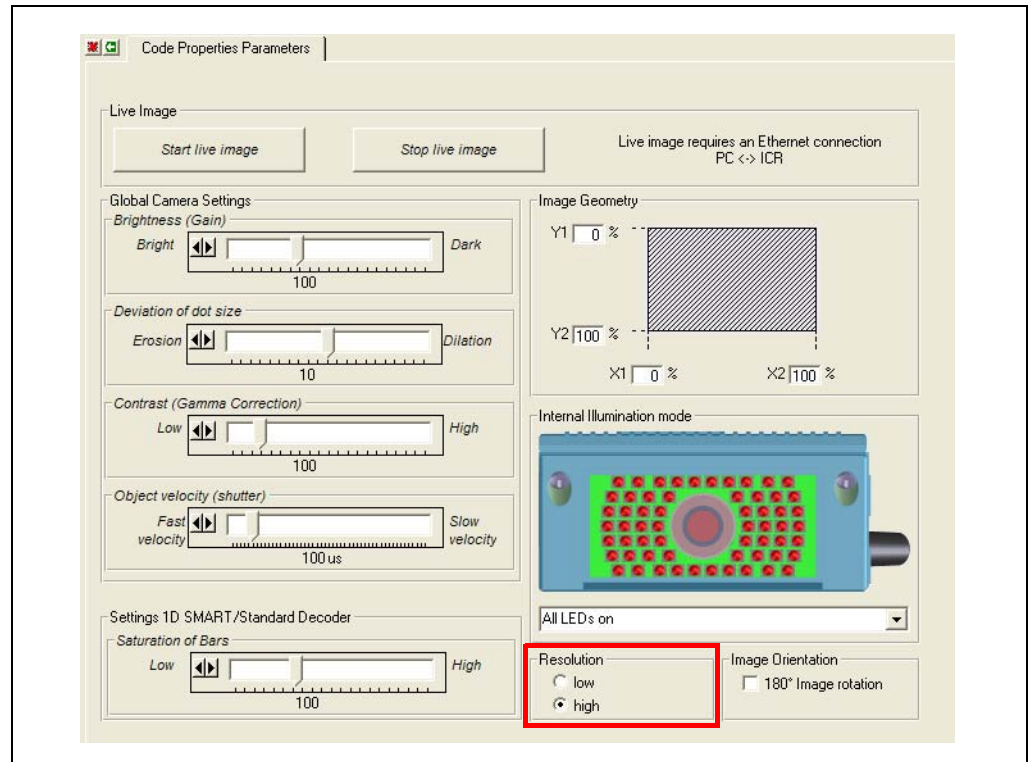 Code Properties Parameters
Live Image
Start live image
Stop live image
Live image requires an Ethernet connection
PC <-> ICR
Global Camera Settings
Brightness (Gain)
Bright
Dark
100
Deviation of dot size
Erosion
Dilation
10
Contrast (Gamma Correction)
Low
High
100
Object velocity (shutter)
Fast velocity
Slow velocity
100 us
Settings 1D SMART/Standard Decoder
Saturation of Bars
Low
High
100
Image Geometry
Y1 0 %
Y2 100 %
X1 0 %
X2 100 %
Internal Illumination mode
All LEDs on
Resolution
low
high
Image Orientation
180° Image rotation